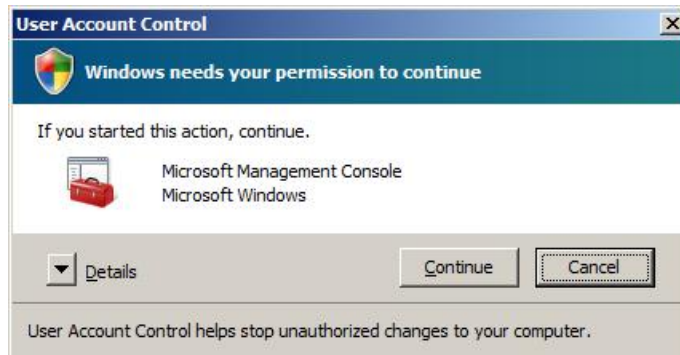 User Account Control
Windows needs your permission to continue
If you started this action, continue.
Microsoft Management Console
Microsoft Windows
Details
Continue
Cancel
User Account Control helps stop unauthorized changes to your computer.